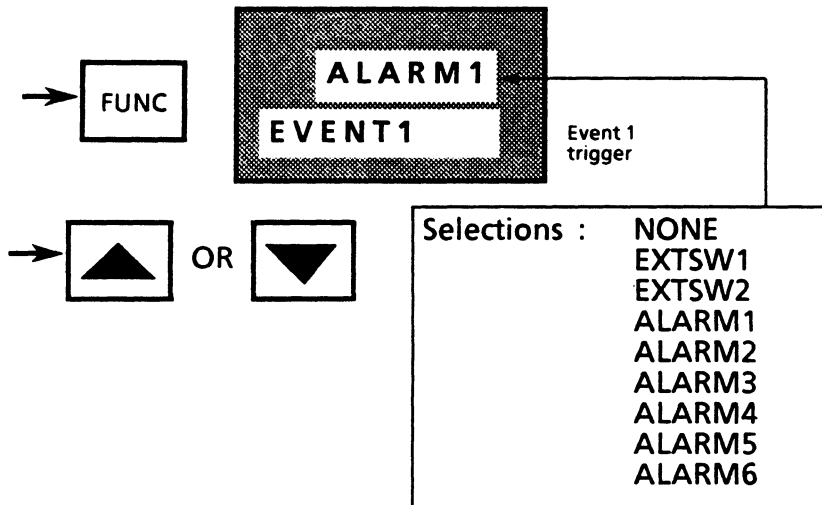 FUNC
ALARM1
EVENT1
Event 1
trigger
OR
Selections : NONE
EXTSW1
EXTSW2
ALARM1
ALARM2
ALARM3
ALARM4
ALARM5
ALARM6